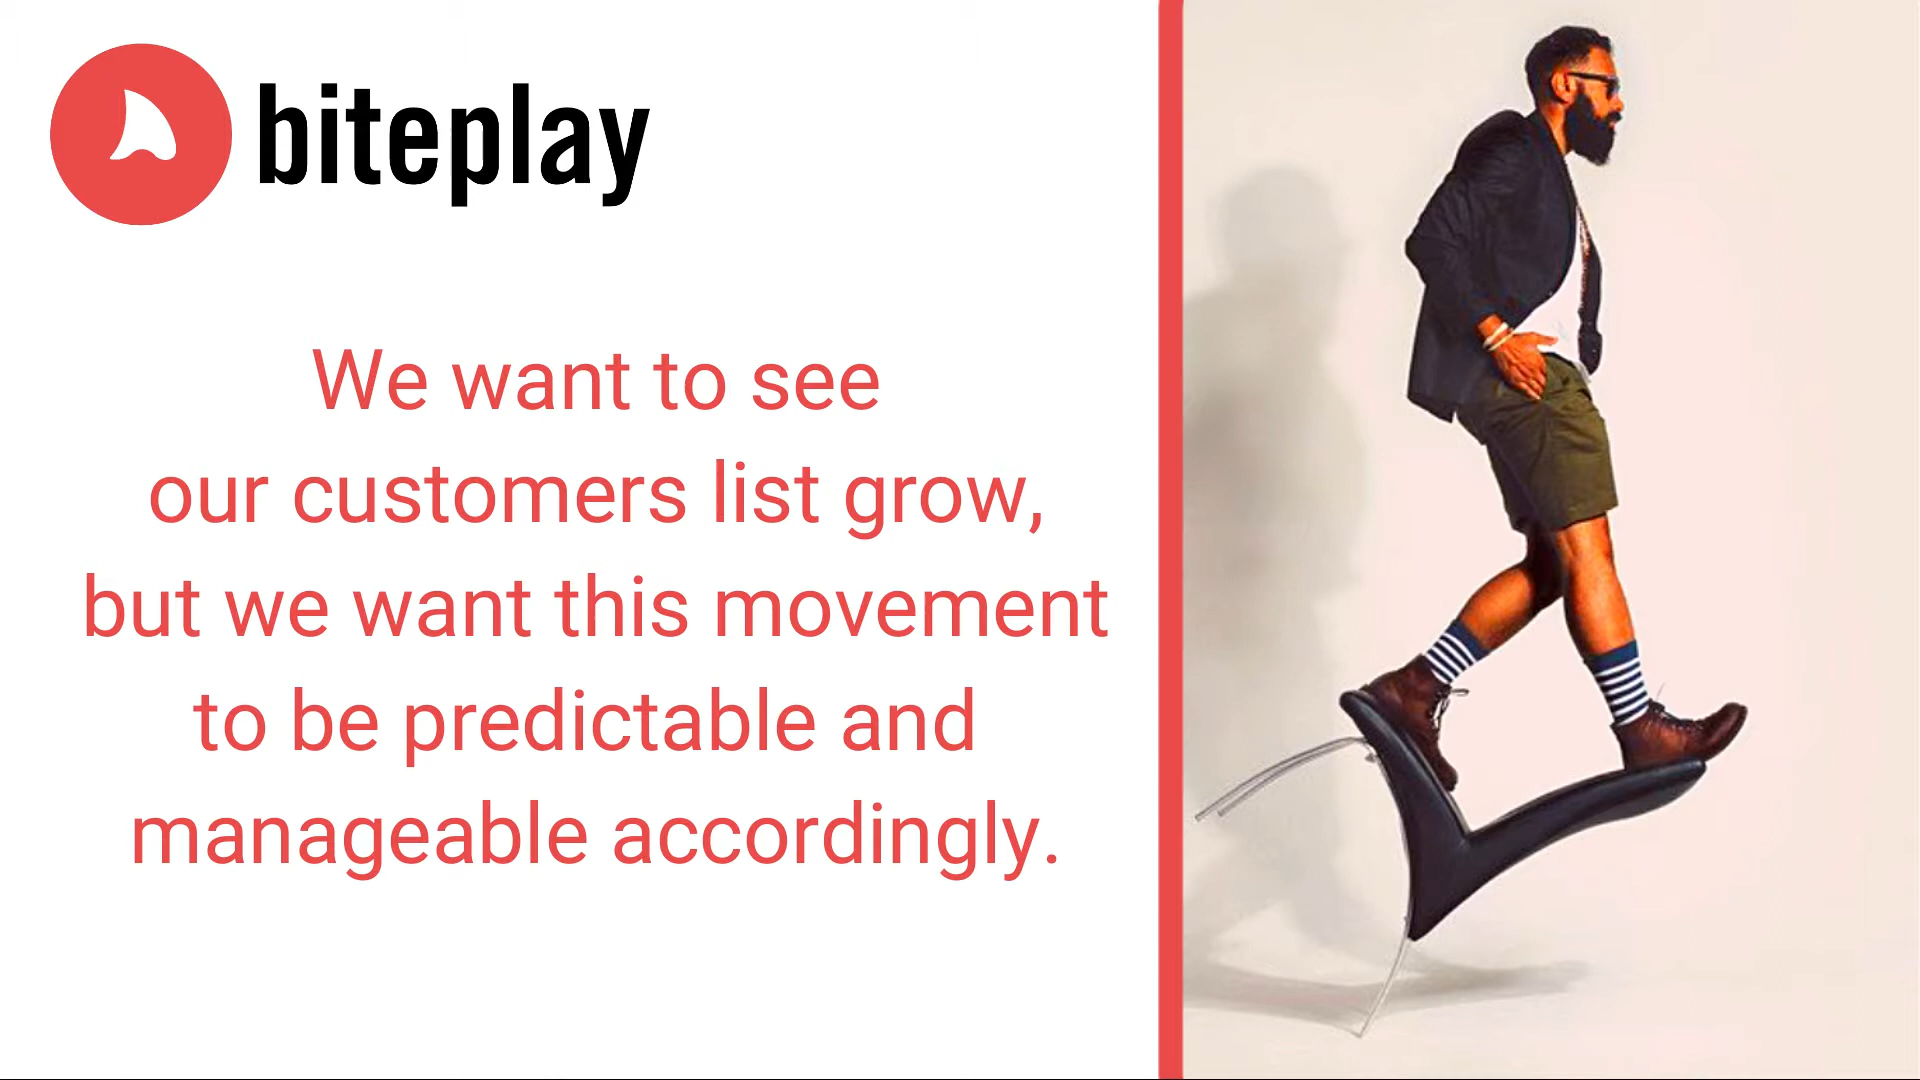 biteplay
We want to see
our customers list grow,
but we want this movement
to be predictable and
manageable accordingly.